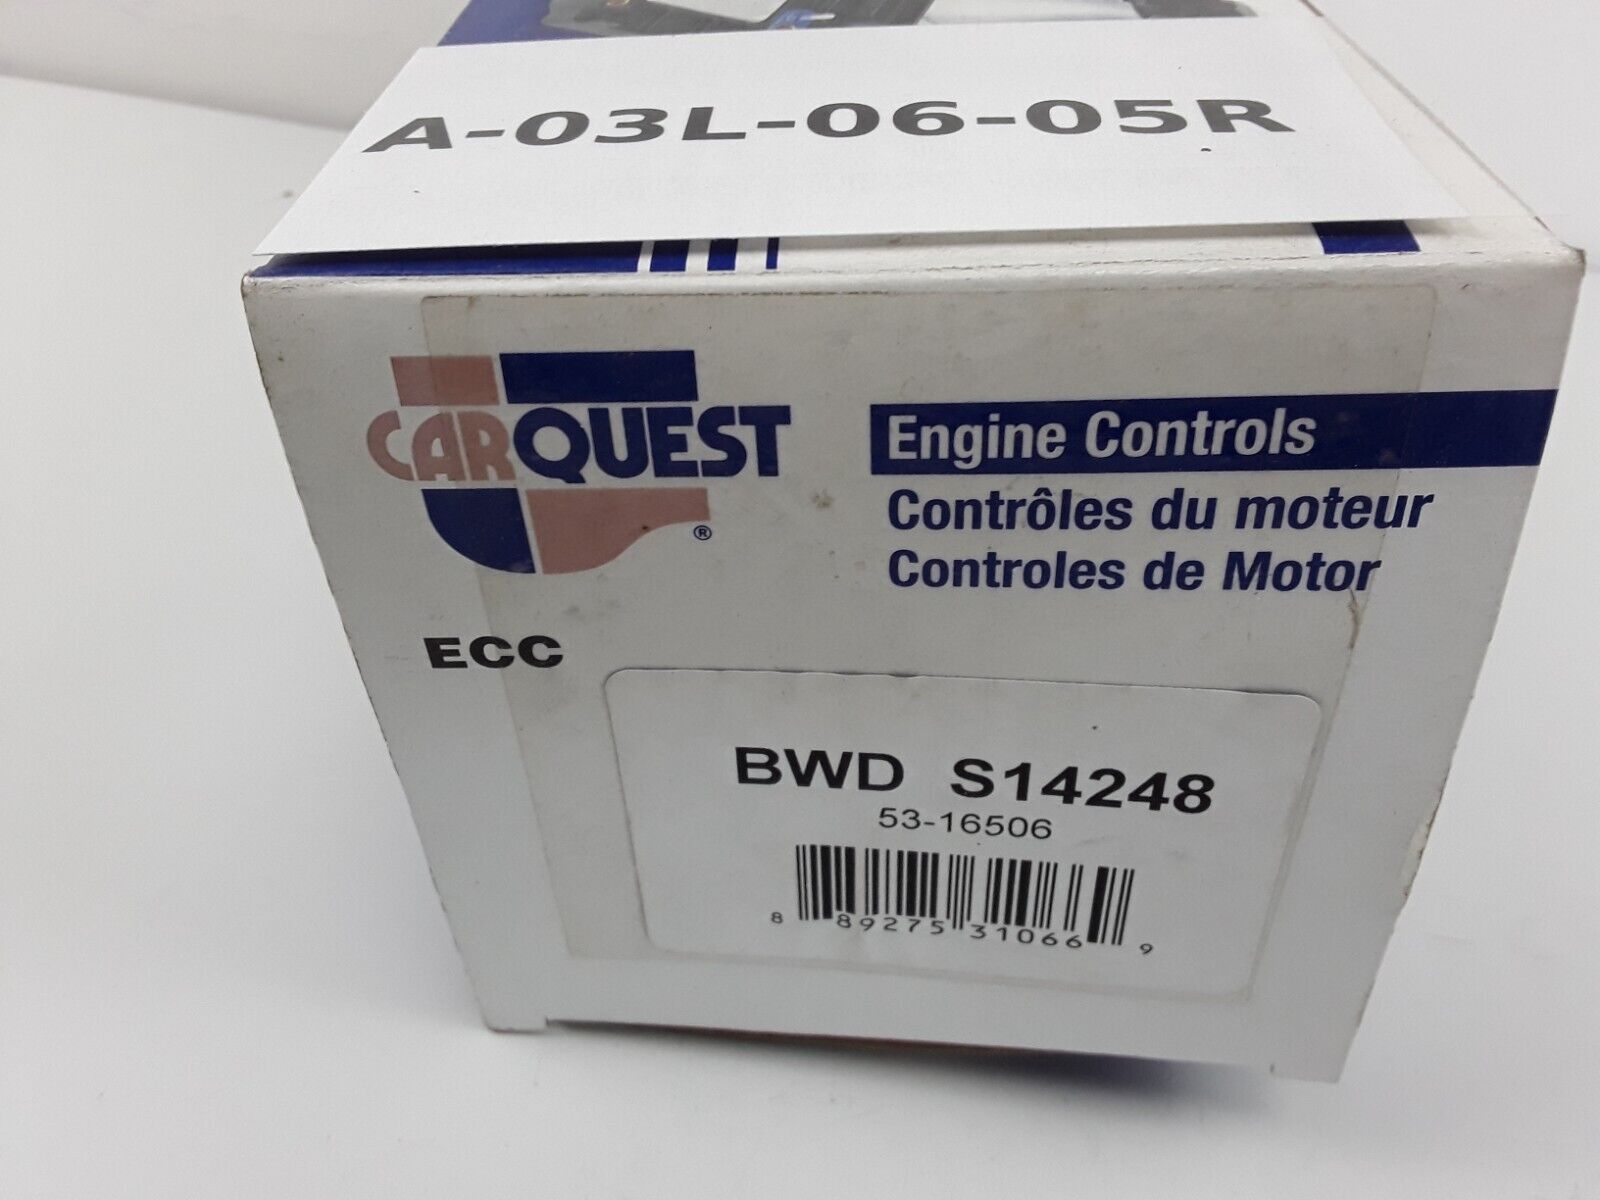 A-03L-06-05R
CARQUEST®
Engine Controls
Contrôles du moteur
Controles de Motor
ECC
BWD S14248
53-16506
8 89275 31066 9